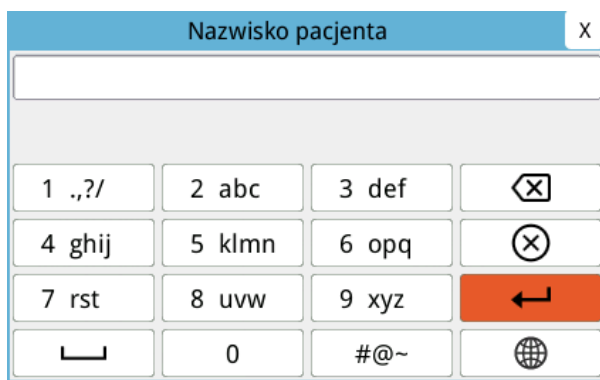 Nazwisko pacjenta X
1 .,?/ 2 abc 3 def
4 ghij 5 klmn 6 opq
7 rst 8 uvw 9 xyz
0 #@~